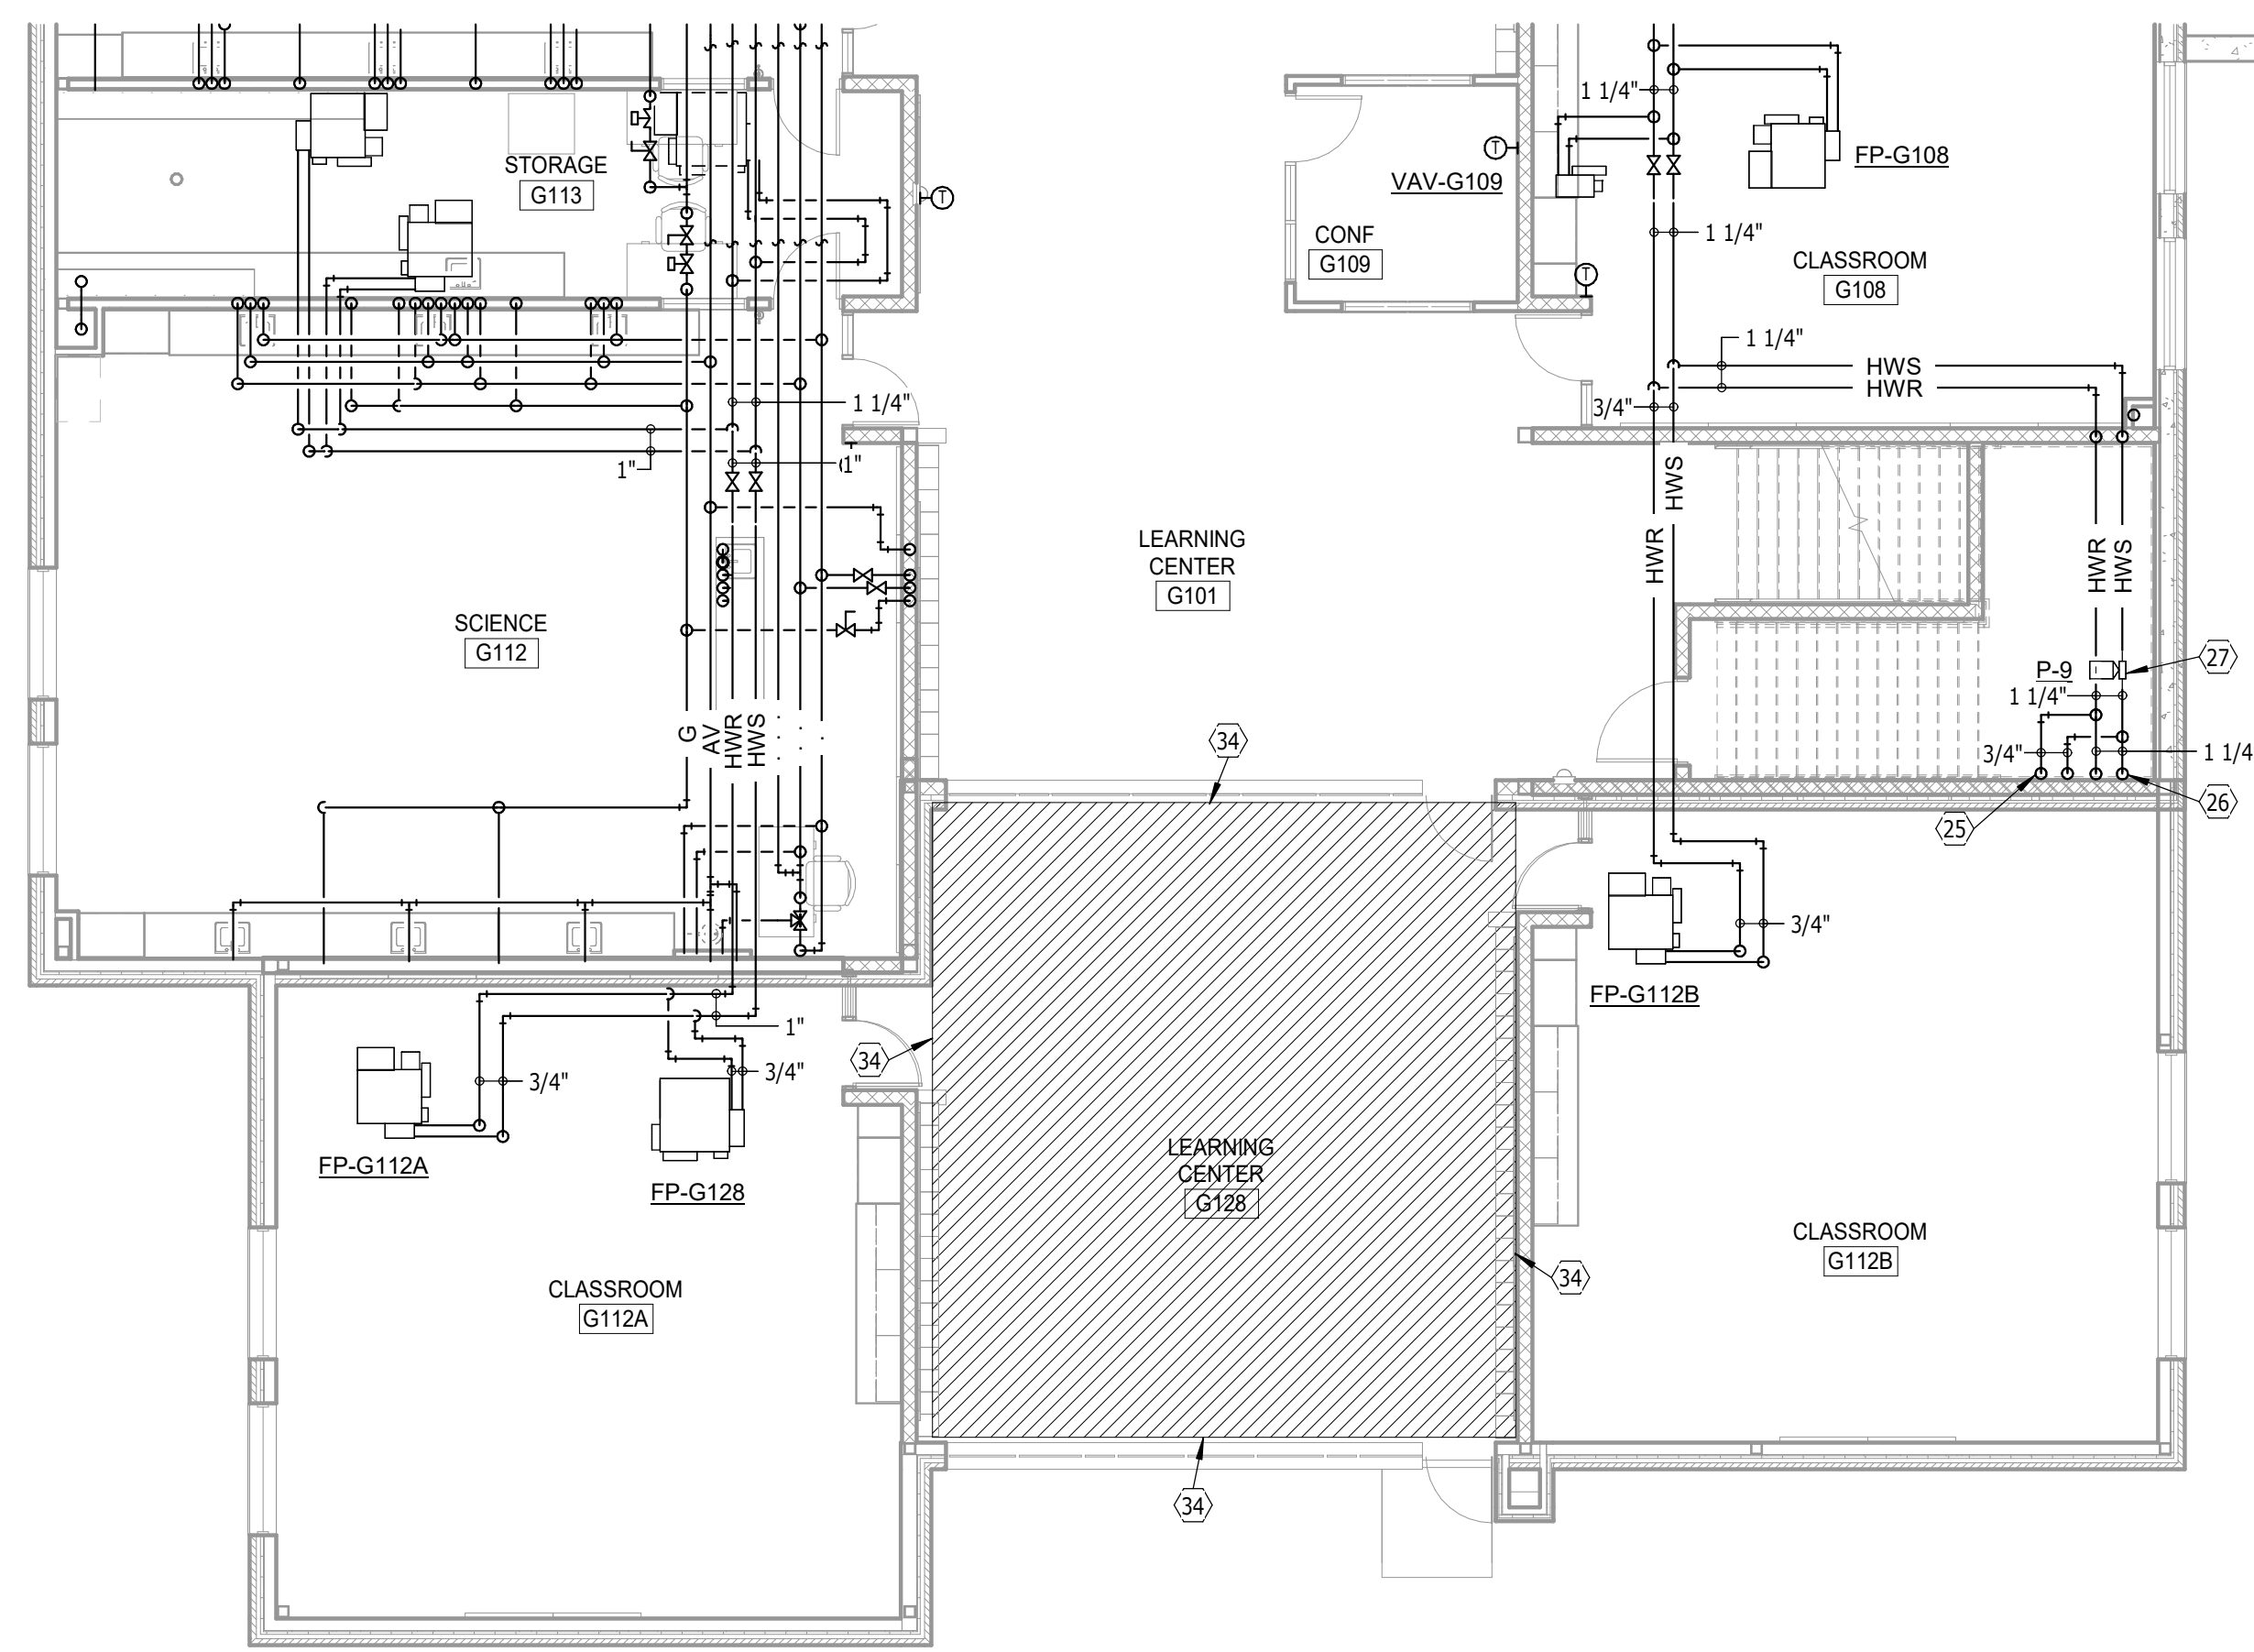 1 1/4"
FP-G108
STORAGE
G113
T
VAV-G109
T
1 1/4"
CONF
G109
CLASSROOM
G108
T
1 1/4"
HWS
HWR
1 1/4"
3/4"
1"
1"
HWS
HWR
LEARNING
CENTER
G101
HWR
HWS
SCIENCE
G112
P-9
27
1 1/4"
G
AV
HWR
HWS
34
3/4"
1 1/4
26
25
3/4"
FP-G112B
1"
34
3/4"
3/4"
FP-G112A
FP-G128
LEARNING
CENTER
G128
CLASSROOM
G112B
34
CLASSROOM
G112A
34